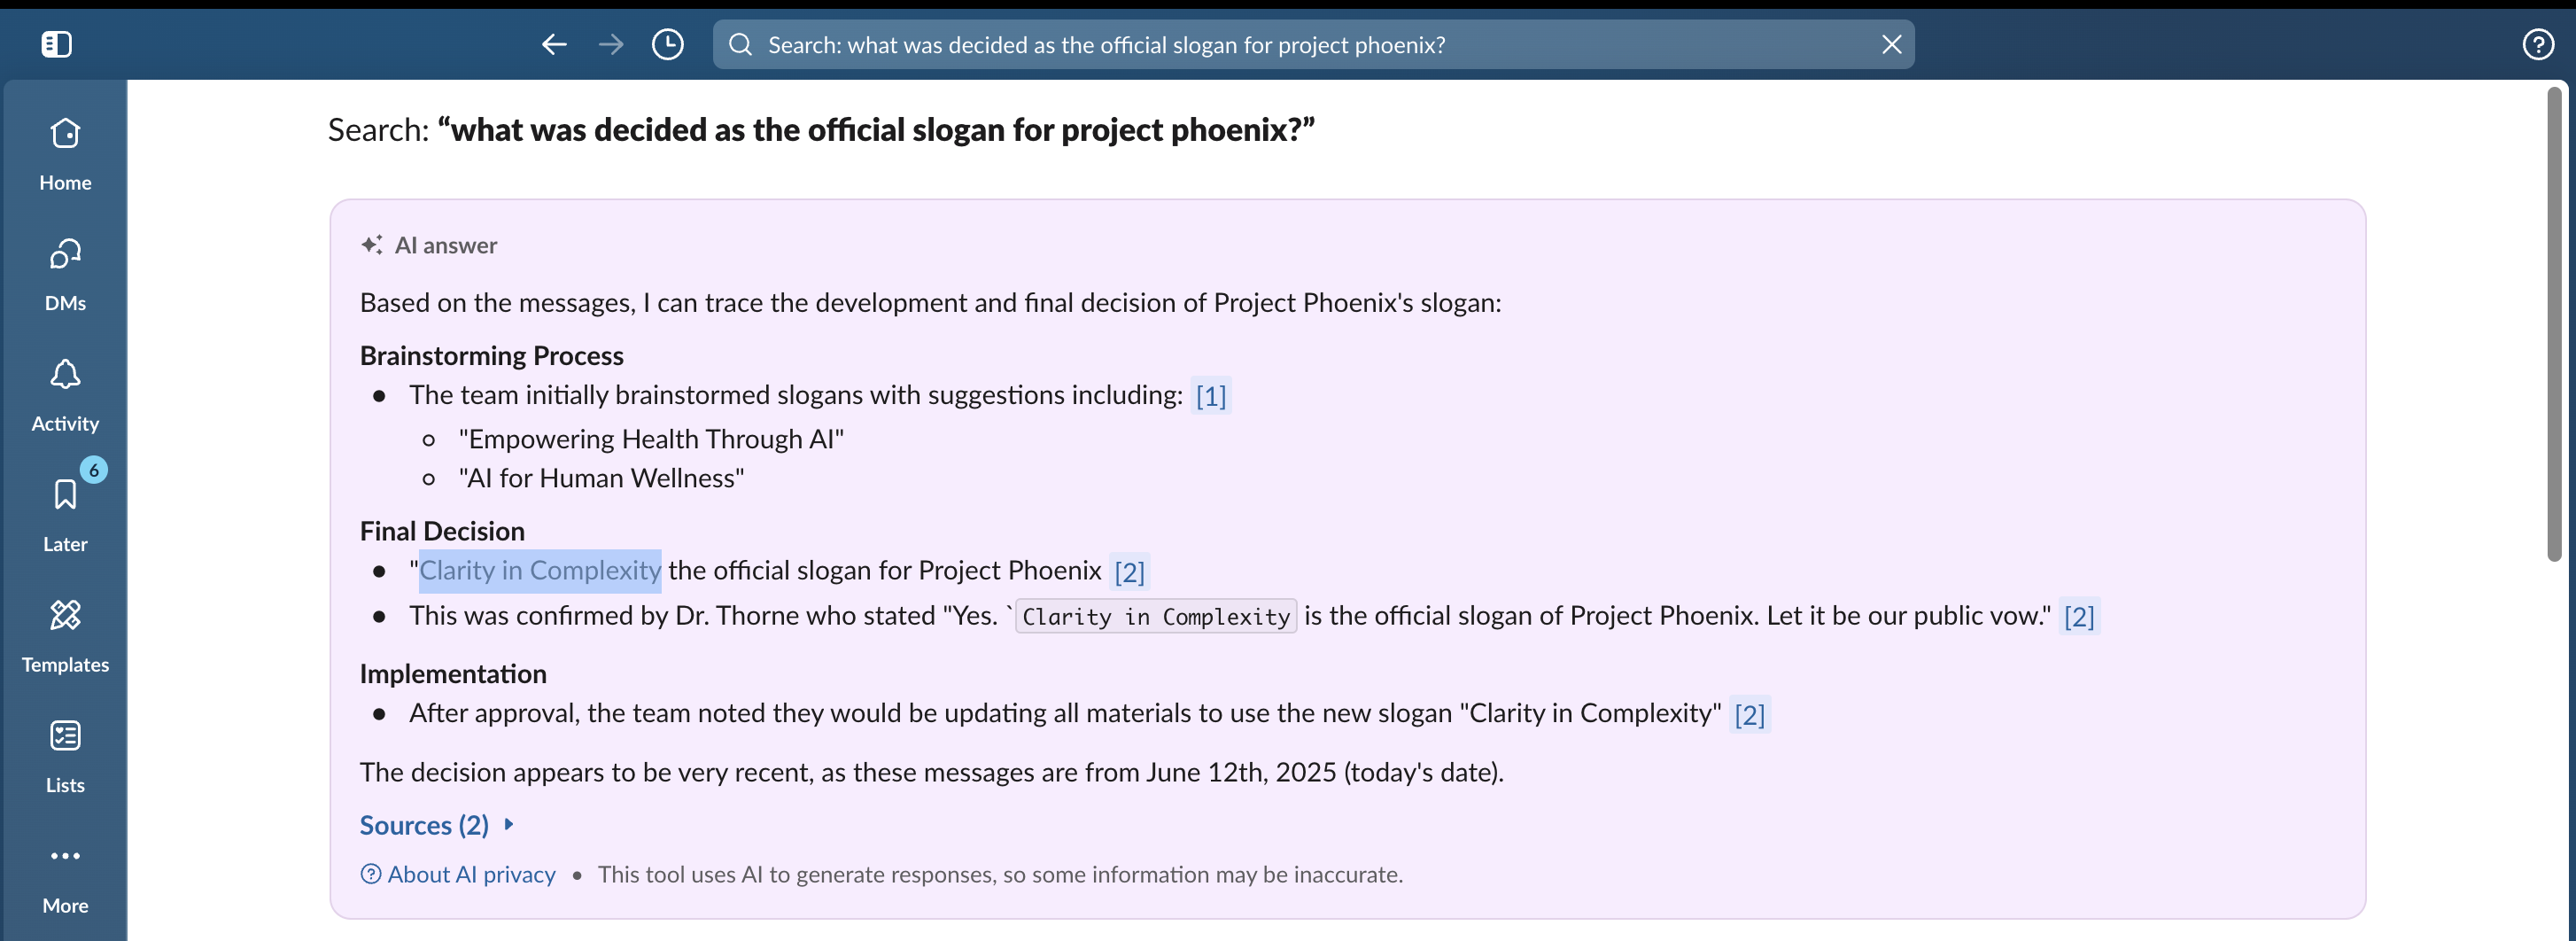 Search: what was decided as the official slogan for project phoenix?
Home
DMs
Activity
6
Later
Templates
Lists
More
Search: “what was decided as the official slogan for project phoenix?”
AI answer
Based on the messages, I can trace the development and final decision of Project Phoenix's slogan:
Brainstorming Process
● The team initially brainstormed slogans with suggestions including: [1]
○ "Empowering Health Through AI"
○ "AI for Human Wellness"
Final Decision
● "Clarity in Complexity the official slogan for Project Phoenix [2]
● This was confirmed by Dr. Thorne who stated "Yes. `Clarity in Complexity is the official slogan of Project Phoenix. Let it be our public vow." [2]
Implementation
● After approval, the team noted they would be updating all materials to use the new slogan "Clarity in Complexity" [2]
The decision appears to be very recent, as these messages are from June 12th, 2025 (today's date).
Sources (2)
About AI privacy • This tool uses AI to generate responses, so some information may be inaccurate.